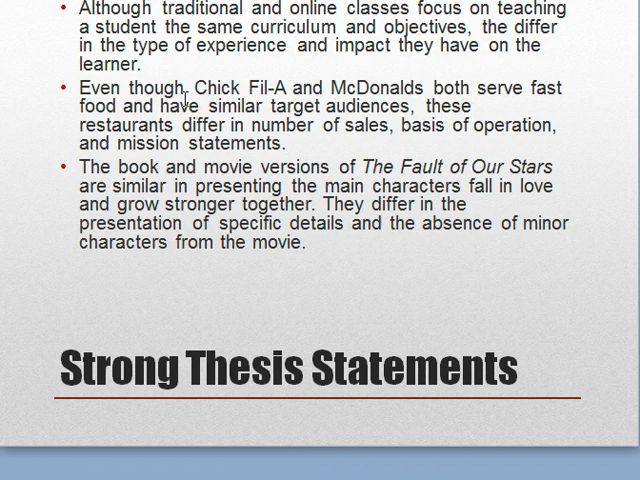 • Although traditional and online classes focus on teaching
a student the same curriculum and objectives, the differ
in the type of experience and impact they have on the
learner.
• Even though Chick Fil-A and McDonalds both serve fast
food and have similar target audiences, these
restaurants differ in number of sales, basis of operation,
and mission statements.
• The book and movie versions of The Fault of Our Stars
are similar in presenting the main characters fall in love
and grow stronger together. They differ in the
presentation of specific details and the absence of minor
characters from the movie.
Strong Thesis Statements